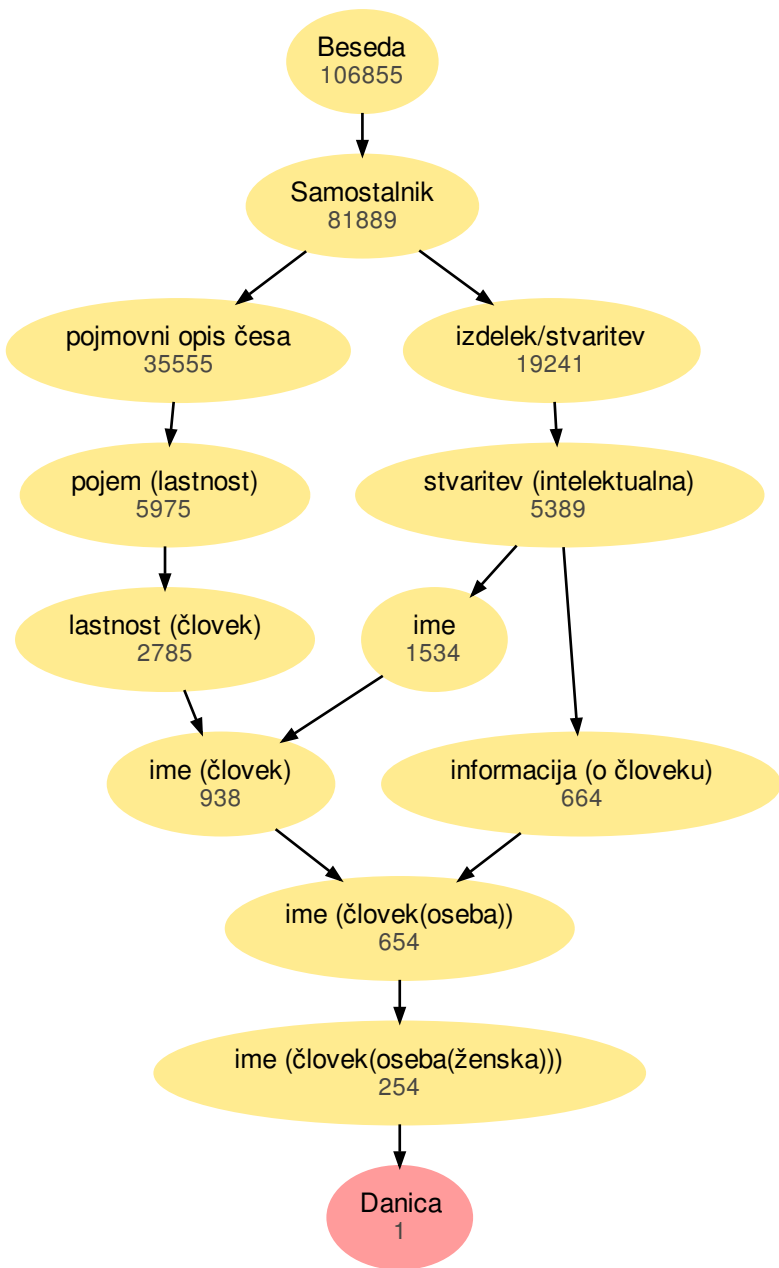 Beseda
106855
Samostalnik
81889
pojmovni opis česa
35555
izdelek/stvaritev
19241
pojem (lastnost)
5975
stvaritev (intelektualna)
5389
lastnost (človek)
2785
ime
1534
ime (človek)
938
informacija (o človeku)
664
ime (človek(oseba))
654
ime (človek(oseba(ženska)))
254
Danica
1